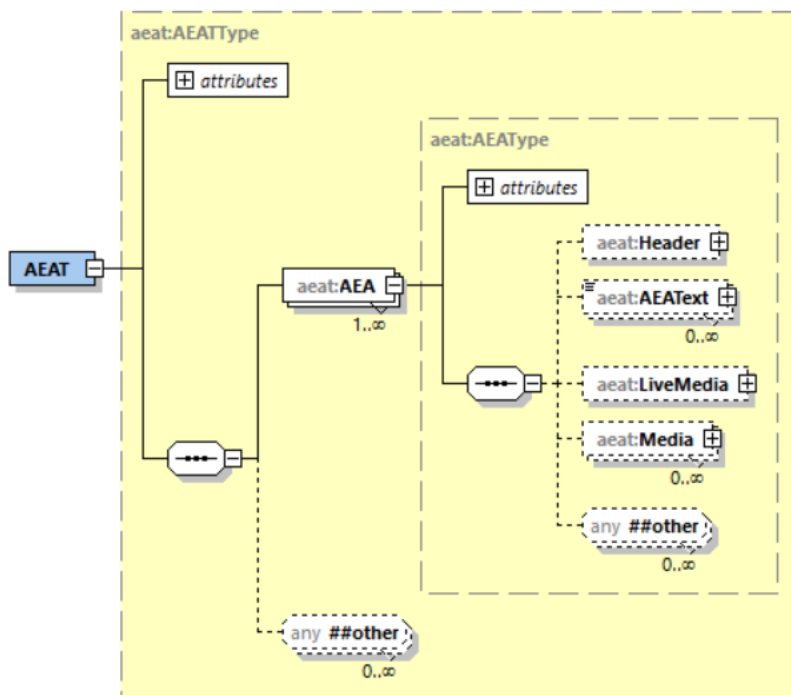 aeat:AEATType
attributes
aeat:AEAType
attributes
aeat:Header
AEAT
aeat:AEA
1..∞
aeat:AEAText
0..∞
aeat:LiveMedia
aeat:Media
0..∞
any ##other
0..∞
any ##other
0..∞